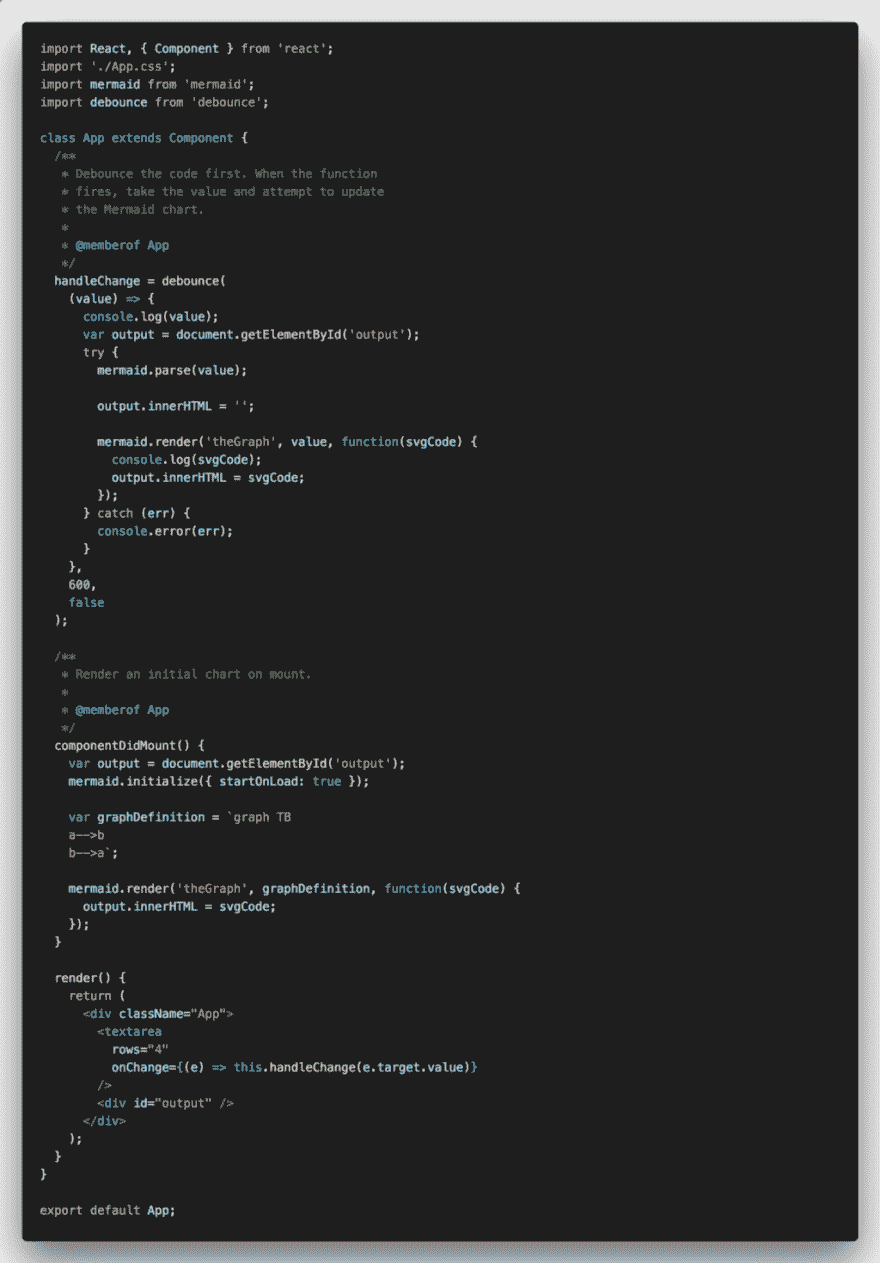 import React, { Component } from 'react';
import './App.css';
import mermaid from 'mermaid';
import debounce from 'debounce';

class App extends Component {
  /**
   * Debounce the code first. When the function
   * fires, take the value and attempt to update
   * the Mermaid chart.
   *
   * @memberof App
   */
  handleChange = debounce(
    (value) => {
      console.log(value);
      var output = document.getElementById('output');
      try {
        mermaid.parse(value);

        output.innerHTML = '';

        mermaid.render('theGraph', value, function(svgCode) {
          console.log(svgCode);
          output.innerHTML = svgCode;
        });
      } catch (err) {
        console.error(err);
      }
    },
    600,
    false
  );

  /**
   * Render an initial chart on mount.
   *
   * @memberof App
   */
  componentDidMount() {
    var output = document.getElementById('output');
    mermaid.initialize({ startOnLoad: true });

    var graphDefinition = `graph TB
    a-->b
    b-->a`;

    mermaid.render('theGraph', graphDefinition, function(svgCode) {
      output.innerHTML = svgCode;
    });
  }

  render() {
    return (
      <div className="App">
        <textarea
          rows="4"
          onChange={(e) => this.handleChange(e.target.value)}
        />
        <div id="output" />
      </div>
    );
  }
}

export default App;